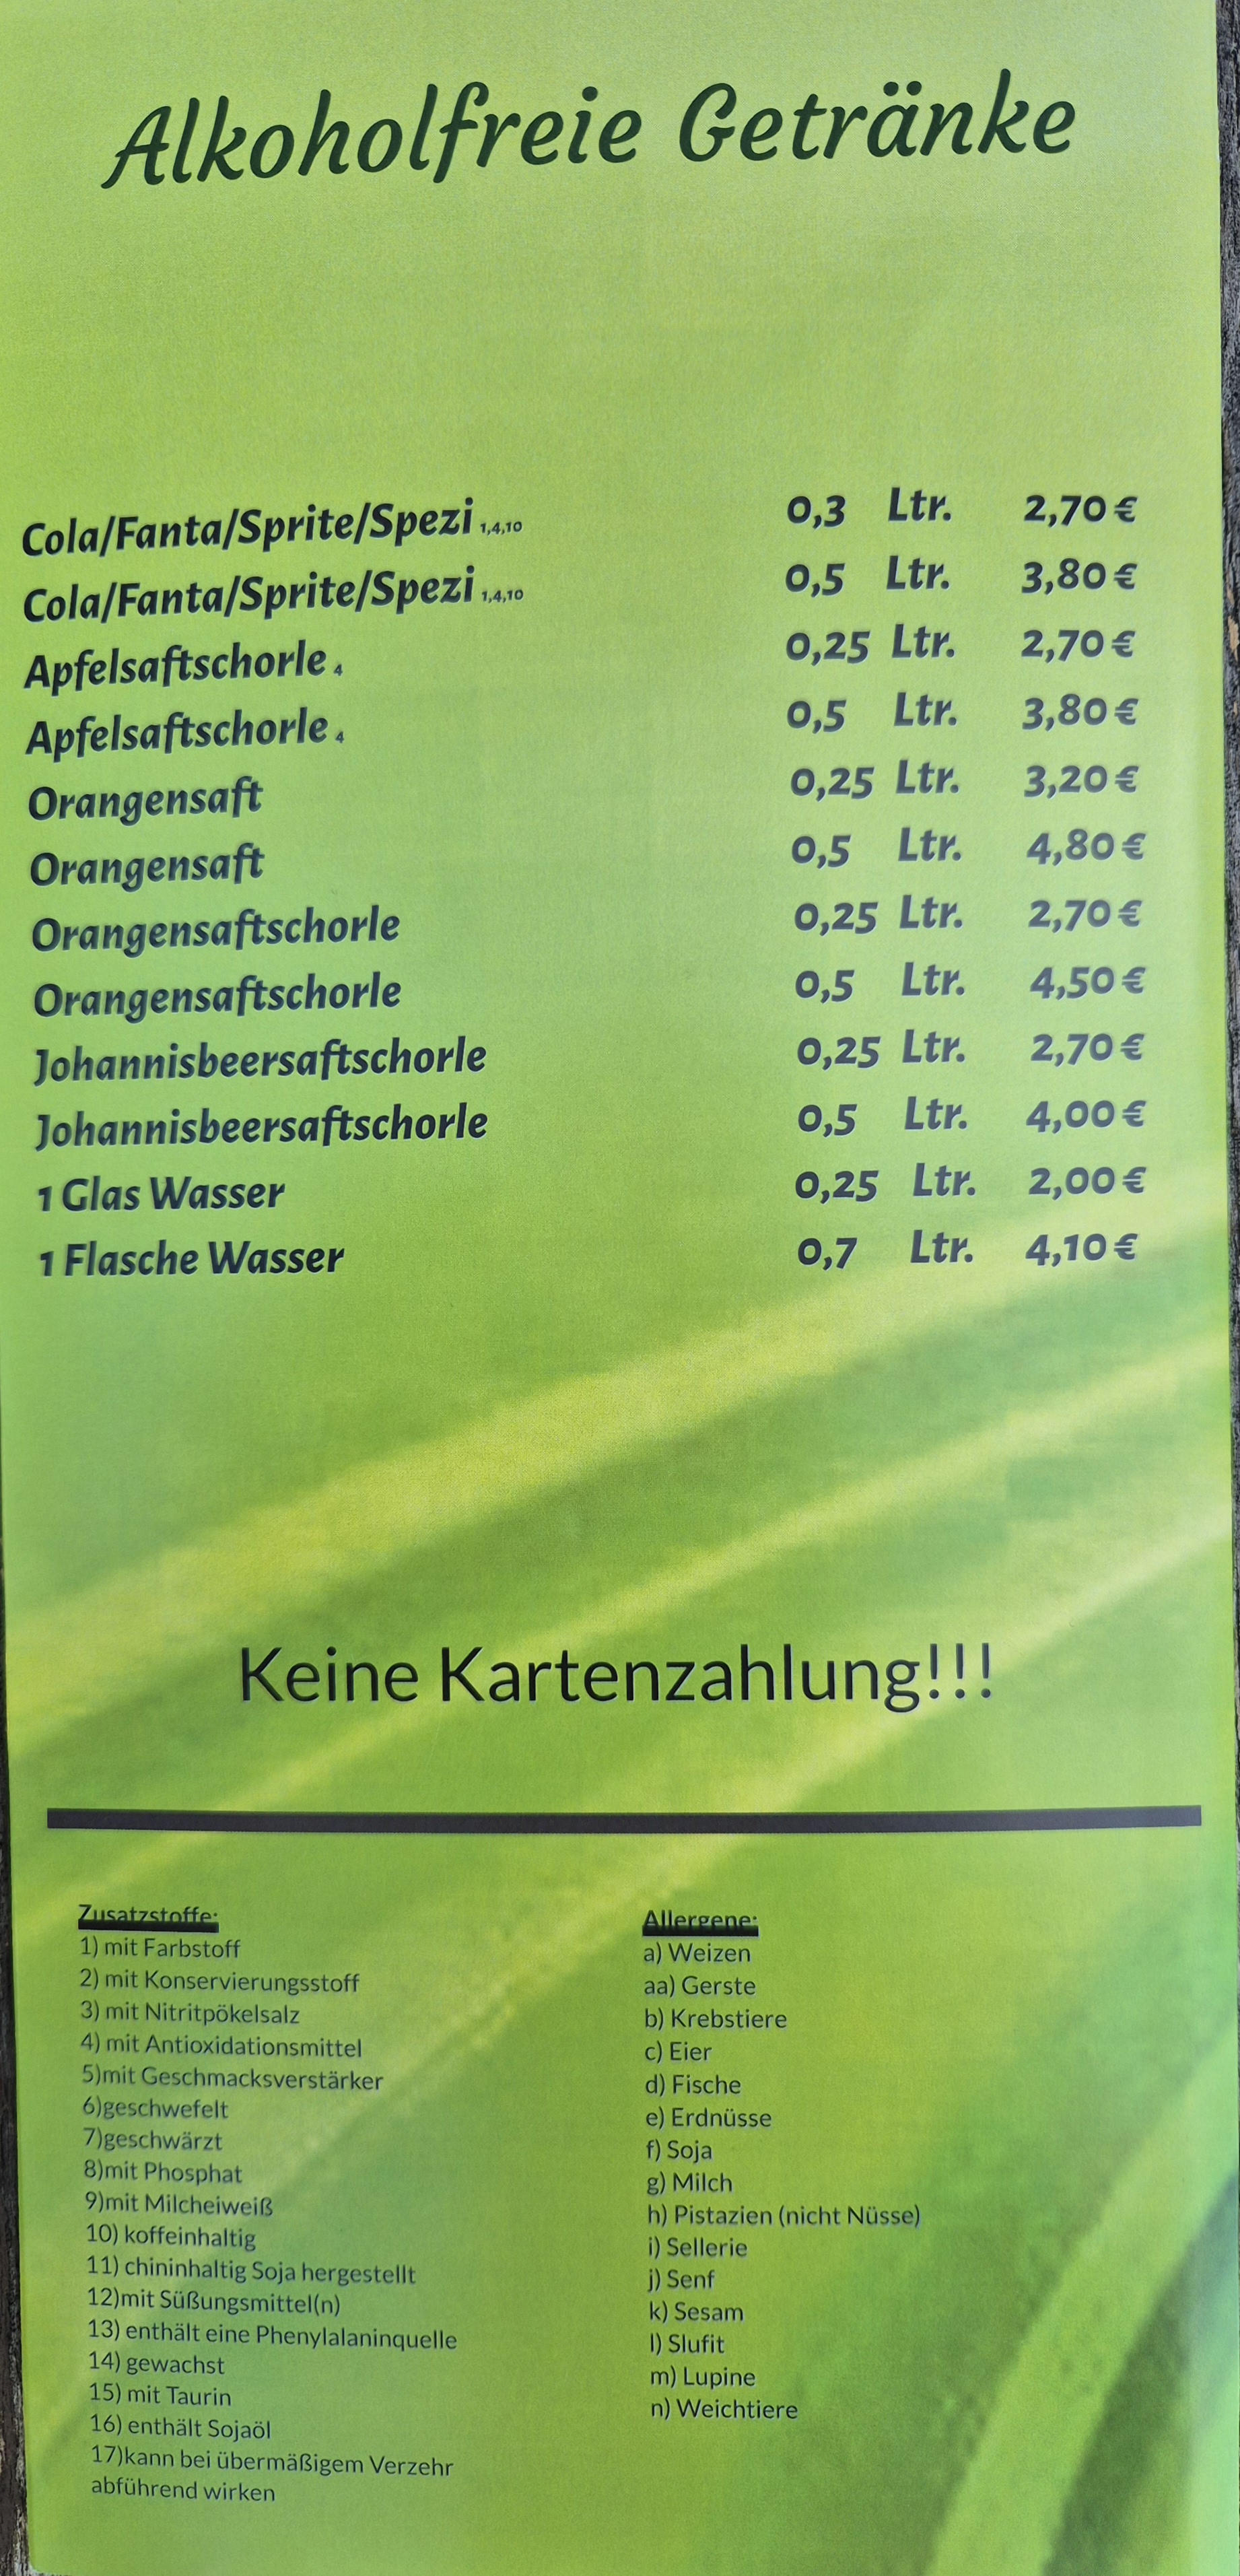 Alkoholfreie Getränke
Cola/Fanta/Sprite/Spezi 1,4,10 0,3 Ltr. 2,70 €
Cola/Fanta/Sprite/Spezi 1,4,10 0,5 Ltr. 3,80 €
Apfelsaftschorle 4 0,25 Ltr. 2,70 €
Apfelsaftschorle 4 0,5 Ltr. 3,80 €
Orangensaft 0,25 Ltr. 3,20 €
Orangensaft 0,5 Ltr. 4,80 €
Orangensaftschorle 0,25 Ltr. 2,70 €
Orangensaftschorle 0,5 Ltr. 4,50 €
Johannisbeersaftschorle 0,25 Ltr. 2,70 €
Johannisbeersaftschorle 0,5 Ltr. 4,00 €
1 Glas Wasser 0,25 Ltr. 2,00 €
1 Flasche Wasser 0,7 Ltr. 4,10 €
Keine Kartenzahlung!!!
Zusatzstoffe:
1) mit Farbstoff
2) mit Konservierungsstoff
3) mit Nitritpökelsalz
4) mit Antioxidationsmittel
5)mit Geschmacksverstärker
6)geschwefelt
7)geschwärzt
8)mit Phosphat
9)mit Milcheiweiß
10) koffeinhaltig
11) chininhaltig Soja hergestellt
12)mit Süßungsmittel(n)
13) enthält eine Phenylalaninquelle
14) gewachst
15) mit Taurin
16) enthält Sojaöl
17)kann bei übermäßigem Verzehr
abführend wirken
Allergene:
a) Weizen
aa) Gerste
b) Krebstiere
c) Eier
d) Fische
e) Erdnüsse
f) Soja
g) Milch
h) Pistazien (nicht Nüsse)
i) Sellerie
j) Senf
k) Sesam
l) Slufit
m) Lupine
n) Weichtiere